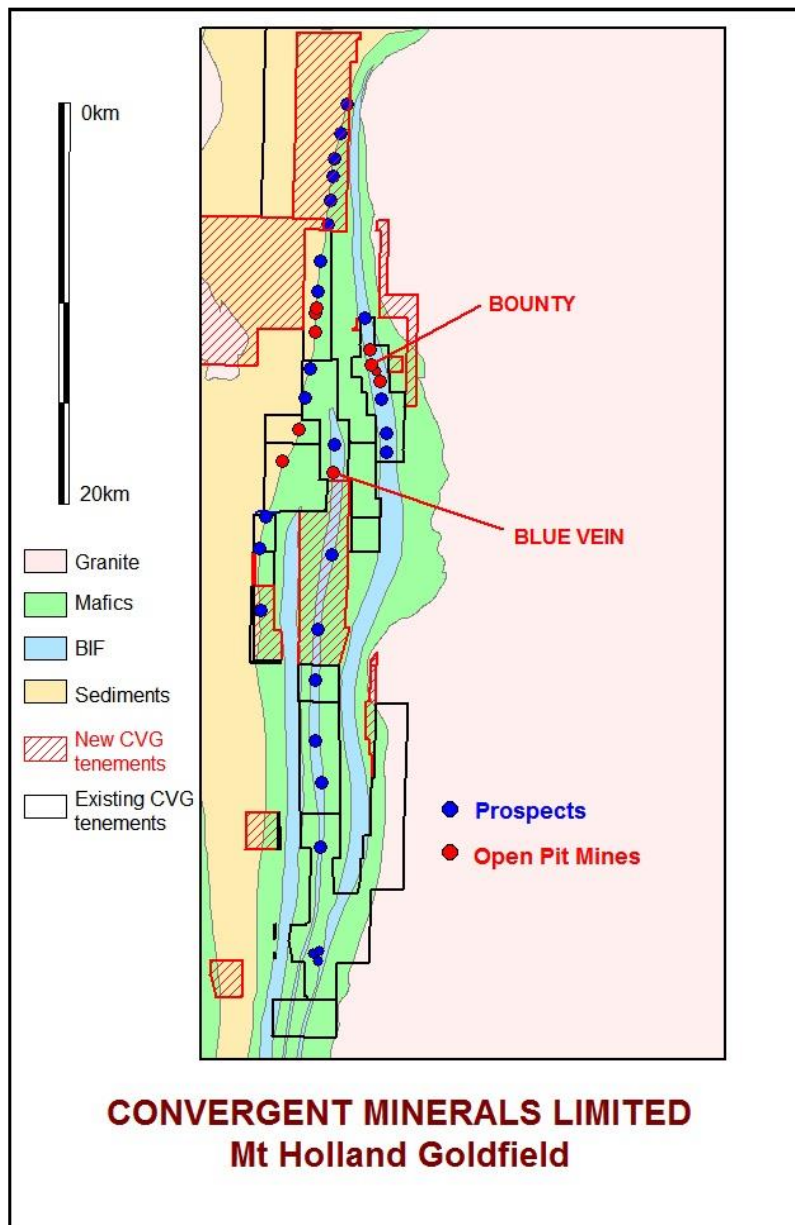 0km
20km
BOUNTY
BLUE VEIN
Granite
Mafics
BIF
Sediments
New CVG
tenements
Existing CVG
tenements
Prospects
Open Pit Mines
CONVERGENT MINERALS LIMITED
Mt Holland Goldfield